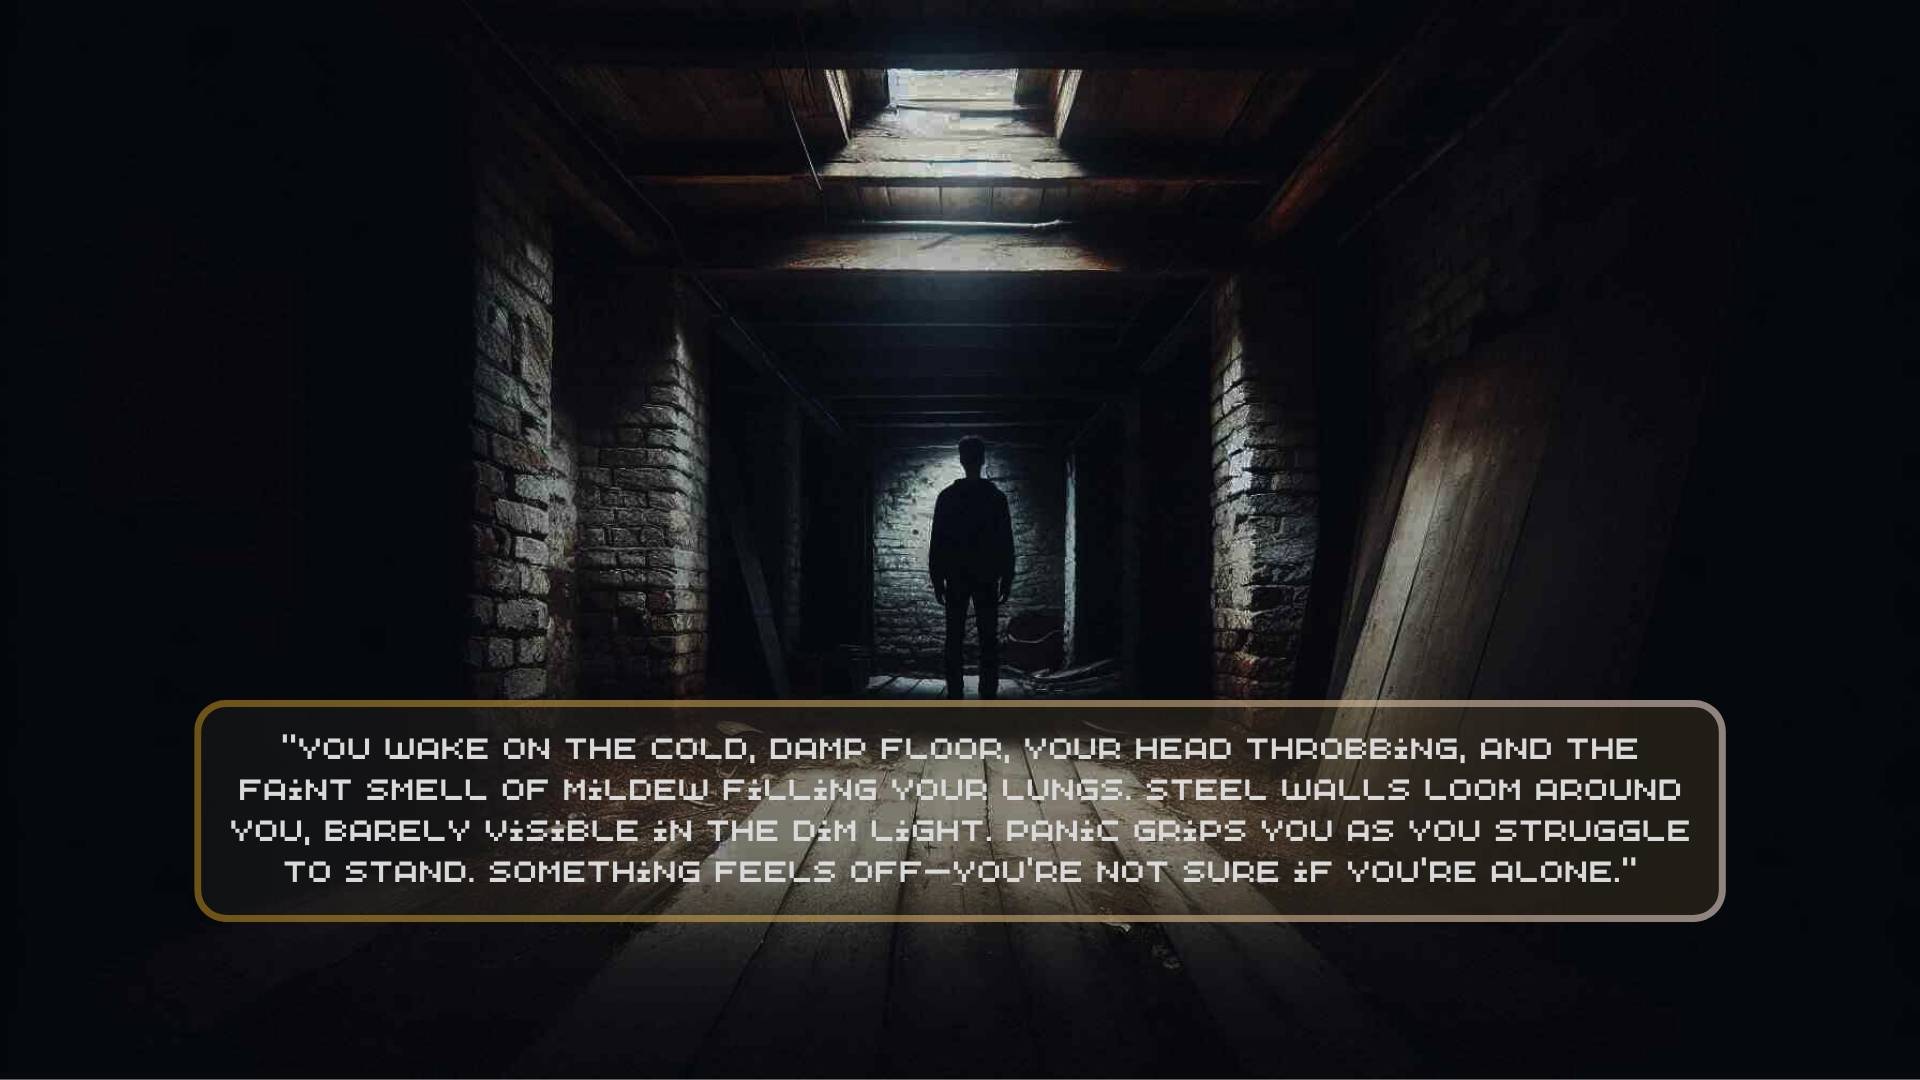 "YOU WAKE ON THE COLD, DAMP FLOOR, YOUR HEAD THROBBiNG, AND THE
FAiNT SMELL OF MiLDEW FiLLiNG YOUR LUNGS. STEEL WALLS LOOM AROUND
YOU, BARELY ViSiBLE iN THE DiM LiGHT. PANiC GRiPS YOU AS YOU STRUGGLE
TO STAND. SOMETHiNG FEELS OFF—YOU'RE NOT SURE iF YOU'RE ALONE."